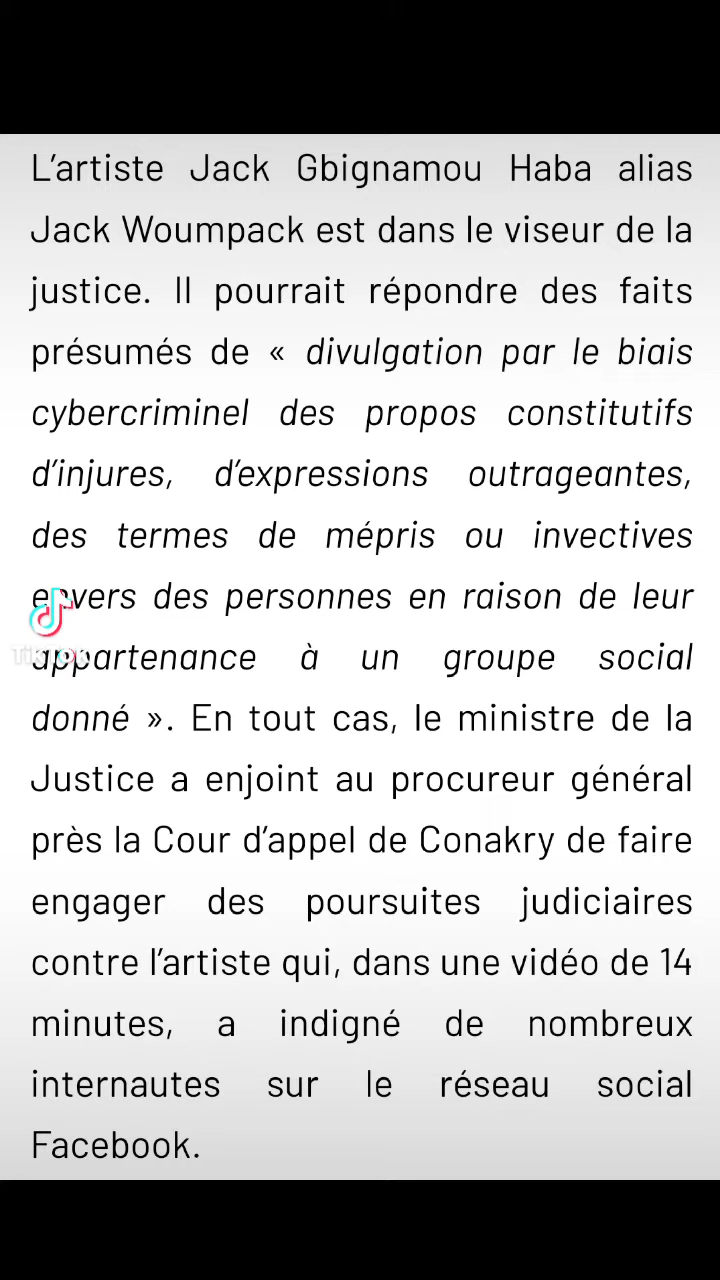 L’artiste Jack Gbignamou Haba alias
Jack Woumpack est dans le viseur de la
justice. Il pourrait répondre des faits
présumés de « divulgation par le biais
cybercriminel des propos constitutifs
d’injures, d’expressions outrageantes,
des termes de mépris ou invectives
envers des personnes en raison de leur
TikTok
appartenance à un groupe social
donné ». En tout cas, le ministre de la
Justice a enjoint au procureur général
près la Cour d’appel de Conakry de faire
engager des poursuites judiciaires
contre l’artiste qui, dans une vidéo de 14
minutes, a indigné de nombreux
internautes sur le réseau social
Facebook.